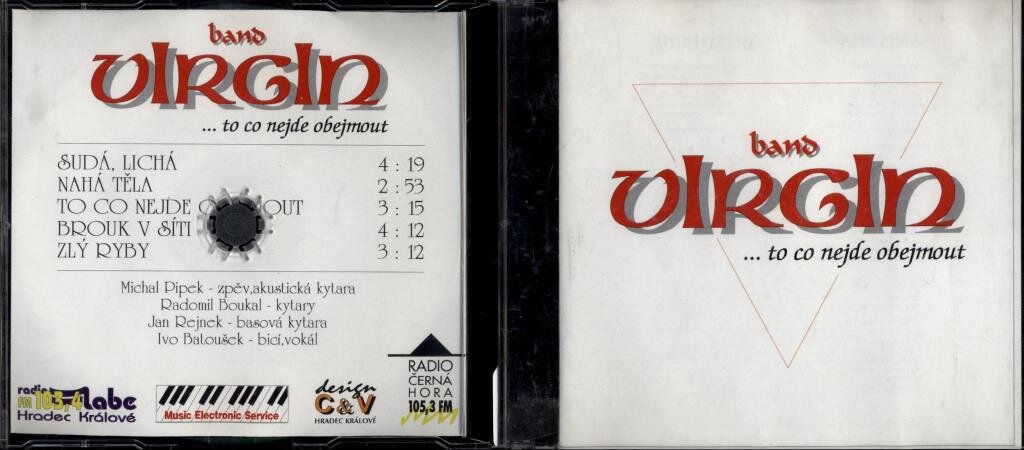 band
VIRGIN
... to co nejde obejmout
SUDÁ, LICHÁ 4 : 19
NAHÁ TĚLA 2 : 53
TO CO NEJDE O OUT 3 : 15
BROUK V SÍTI 4 : 12
ZLÝ RYBY 3 : 12
Michal Pipek - zpěv,akustická kytara
Radomil Boukal - kytary
Jan Rejnek - basová kytara
Ivo Batoušek - bicí,vokál
radio
FM 103,4 Labe
Hradec Králové
Music Electronic Service
design
C&V
HRADEC KRÁLOVÉ
RADIO
ČERNÁ
HORA
105,3 FM
band
VIRGIN
... to co nejde obejmout